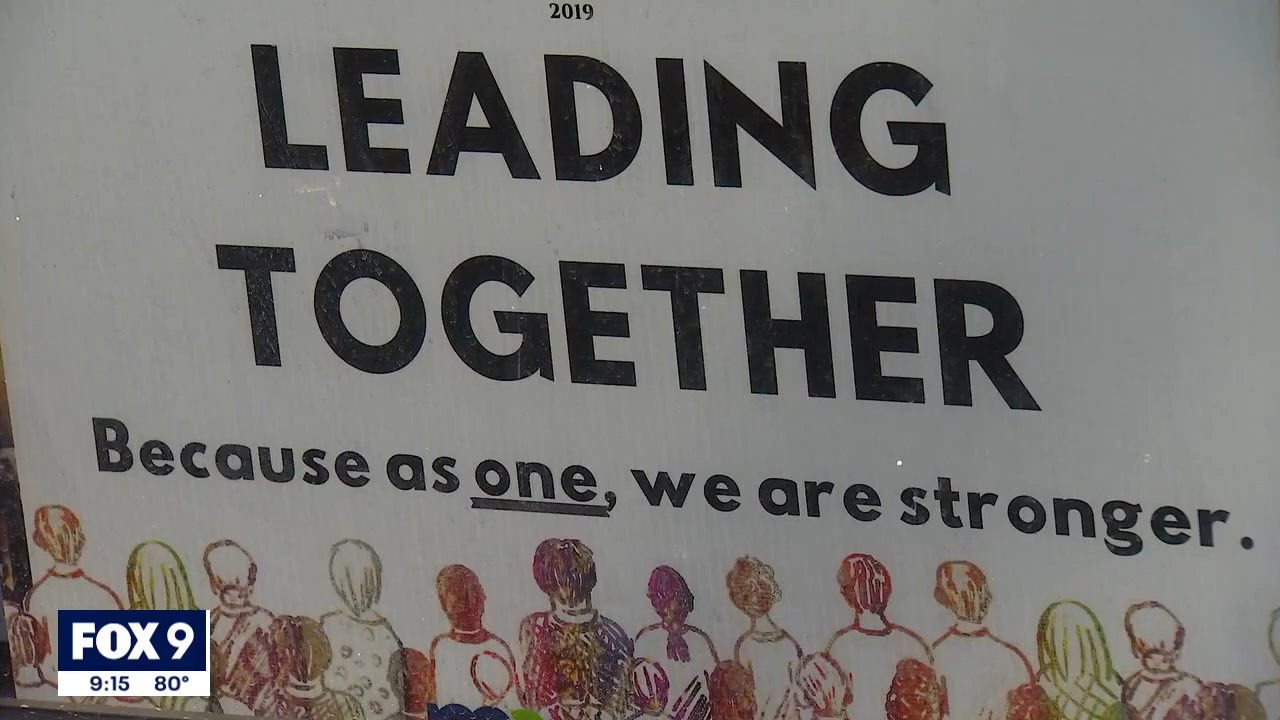 2019
LEADING
TOGETHER
Because as one, we are stronger.
FOX 9
9:15 80°